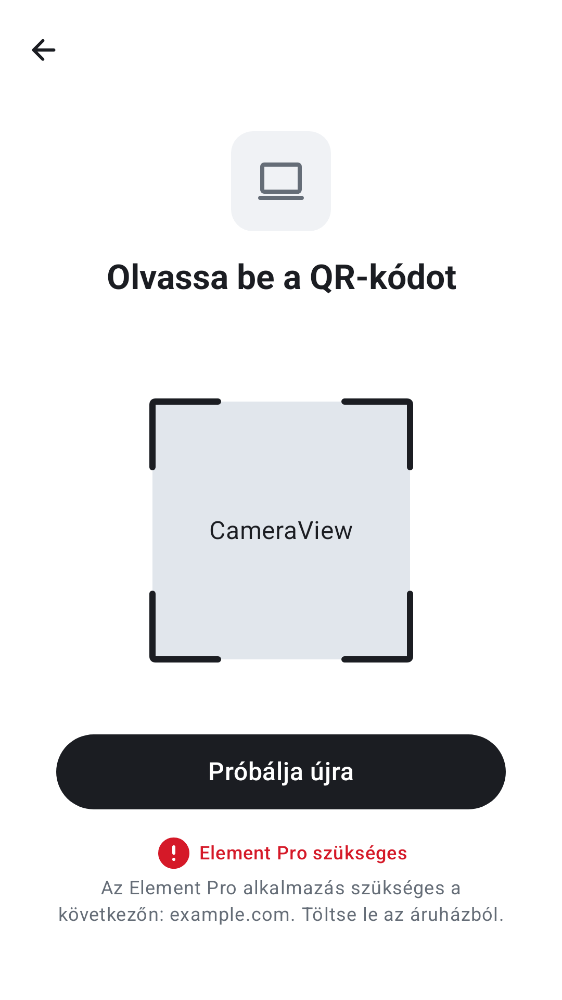 Olvassa be a QR-kódot
CameraView
Próbálja újra
Element Pro szükséges
Az Element Pro alkalmazás szükséges a
következőn: example.com. Töltse le az áruházból.